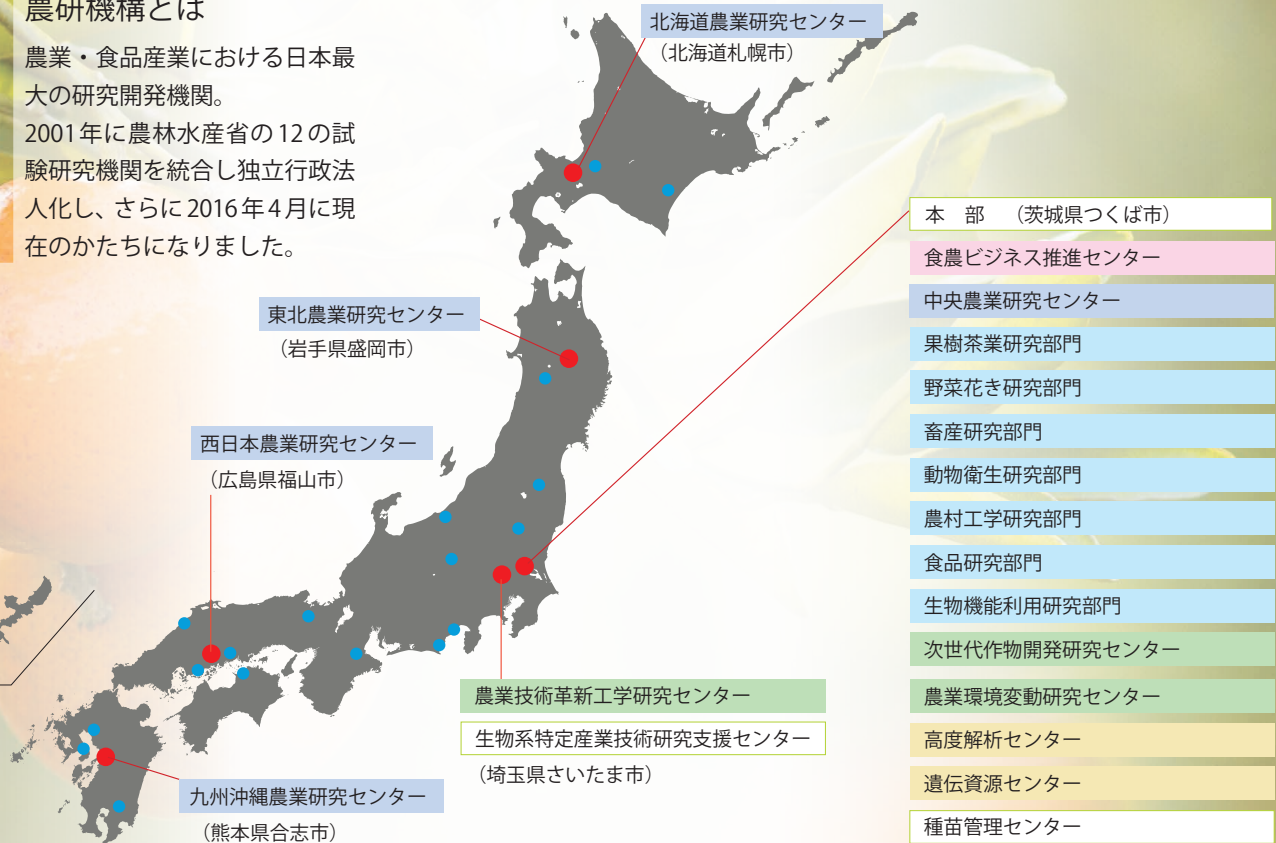 農研機構とは
農業・食品産業における日本最
大の研究開発機関。
2001年に農林水産省の12の試
験研究機関を統合し独立行政法
人化し、さらに2016年4月に現
在のかたちになりました。
北海道農業研究センター
（北海道札幌市）
東北農業研究センター
（岩手県盛岡市）
西日本農業研究センター
（広島県福山市）
九州沖縄農業研究センター
（熊本県合志市）
農業技術革新工学研究センター
生物系特定産業技術研究支援センター
（埼玉県さいたま市）
本　部　（茨城県つくば市）
食農ビジネス推進センター
中央農業研究センター
果樹茶業研究部門
野菜花き研究部門
畜産研究部門
動物衛生研究部門
農村工学研究部門
食品研究部門
生物機能利用研究部門
次世代作物開発研究センター
農業環境変動研究センター
高度解析センター
遺伝資源センター
種苗管理センター